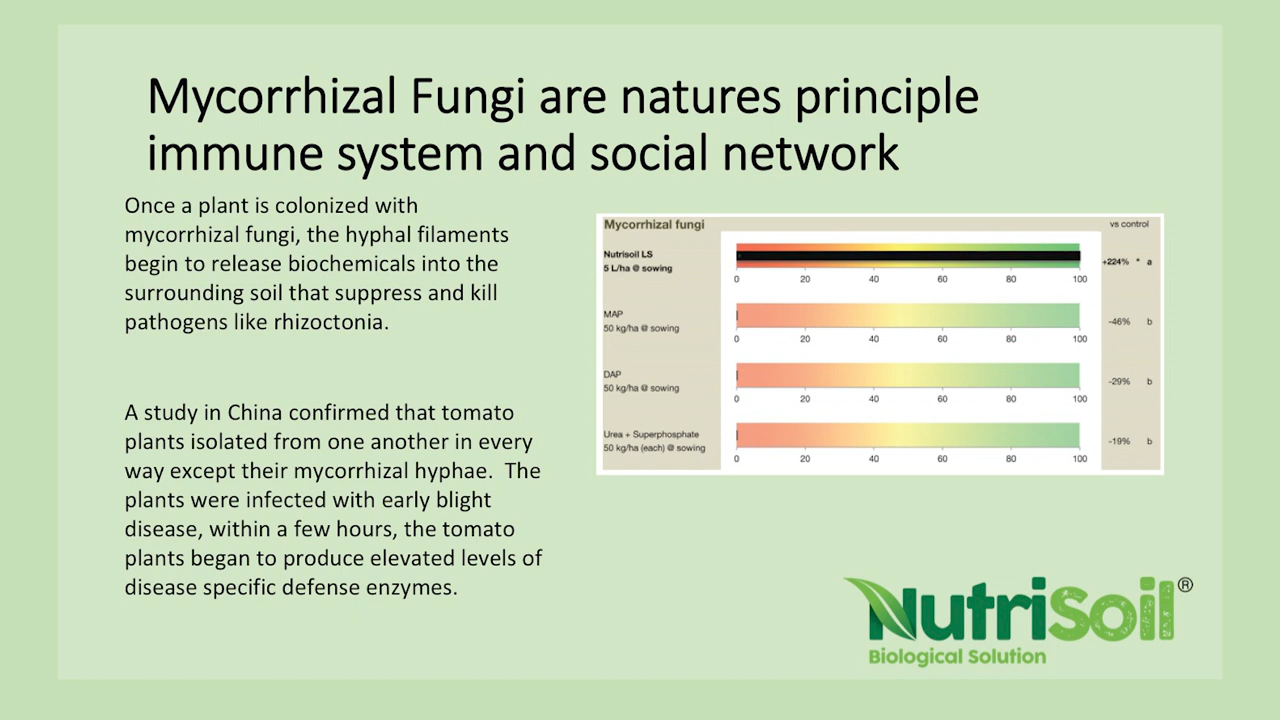 Mycorrhizal Fungi are natures principle
immune system and social network
Once a plant is colonized with
mycorrhizal fungi, the hyphal filaments
begin to release biochemicals into the
surrounding soil that suppress and kill
pathogens like rhizoctonia.
A study in China confirmed that tomato
plants isolated from one another in every
way except their mycorrhizal hyphae.  The
plants were infected with early blight
disease, within a few hours, the tomato
plants began to produce elevated levels of
disease specific defense enzymes.
Mycorrhizal fungi vs control
Nutrisoil LS
5 L/ha @ sowing
+224% * a
0 20 40 60 80 100
MAP
50 kg/ha @ sowing
-46% b
0 20 40 60 80 100
DAP
50 kg/ha @ sowing
-29% b
0 20 40 60 80 100
Urea + Superphosphate
50 kg/ha (each) @ sowing
-19% b
0 20 40 60 80 100
NutriSoil®
Biological Solution